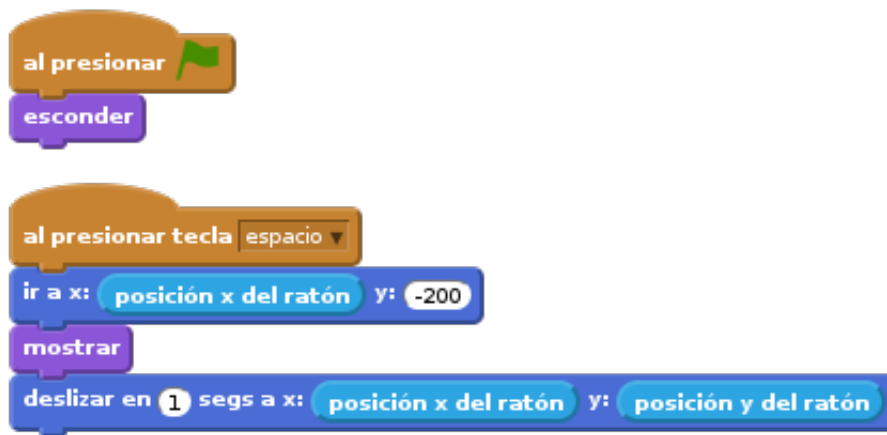 al presionar
esconder
al presionar tecla espacio
ir a x: posición x del ratón y: -200
mostrar
deslizar en 1 segs a x: posición x del ratón y: posición y del ratón